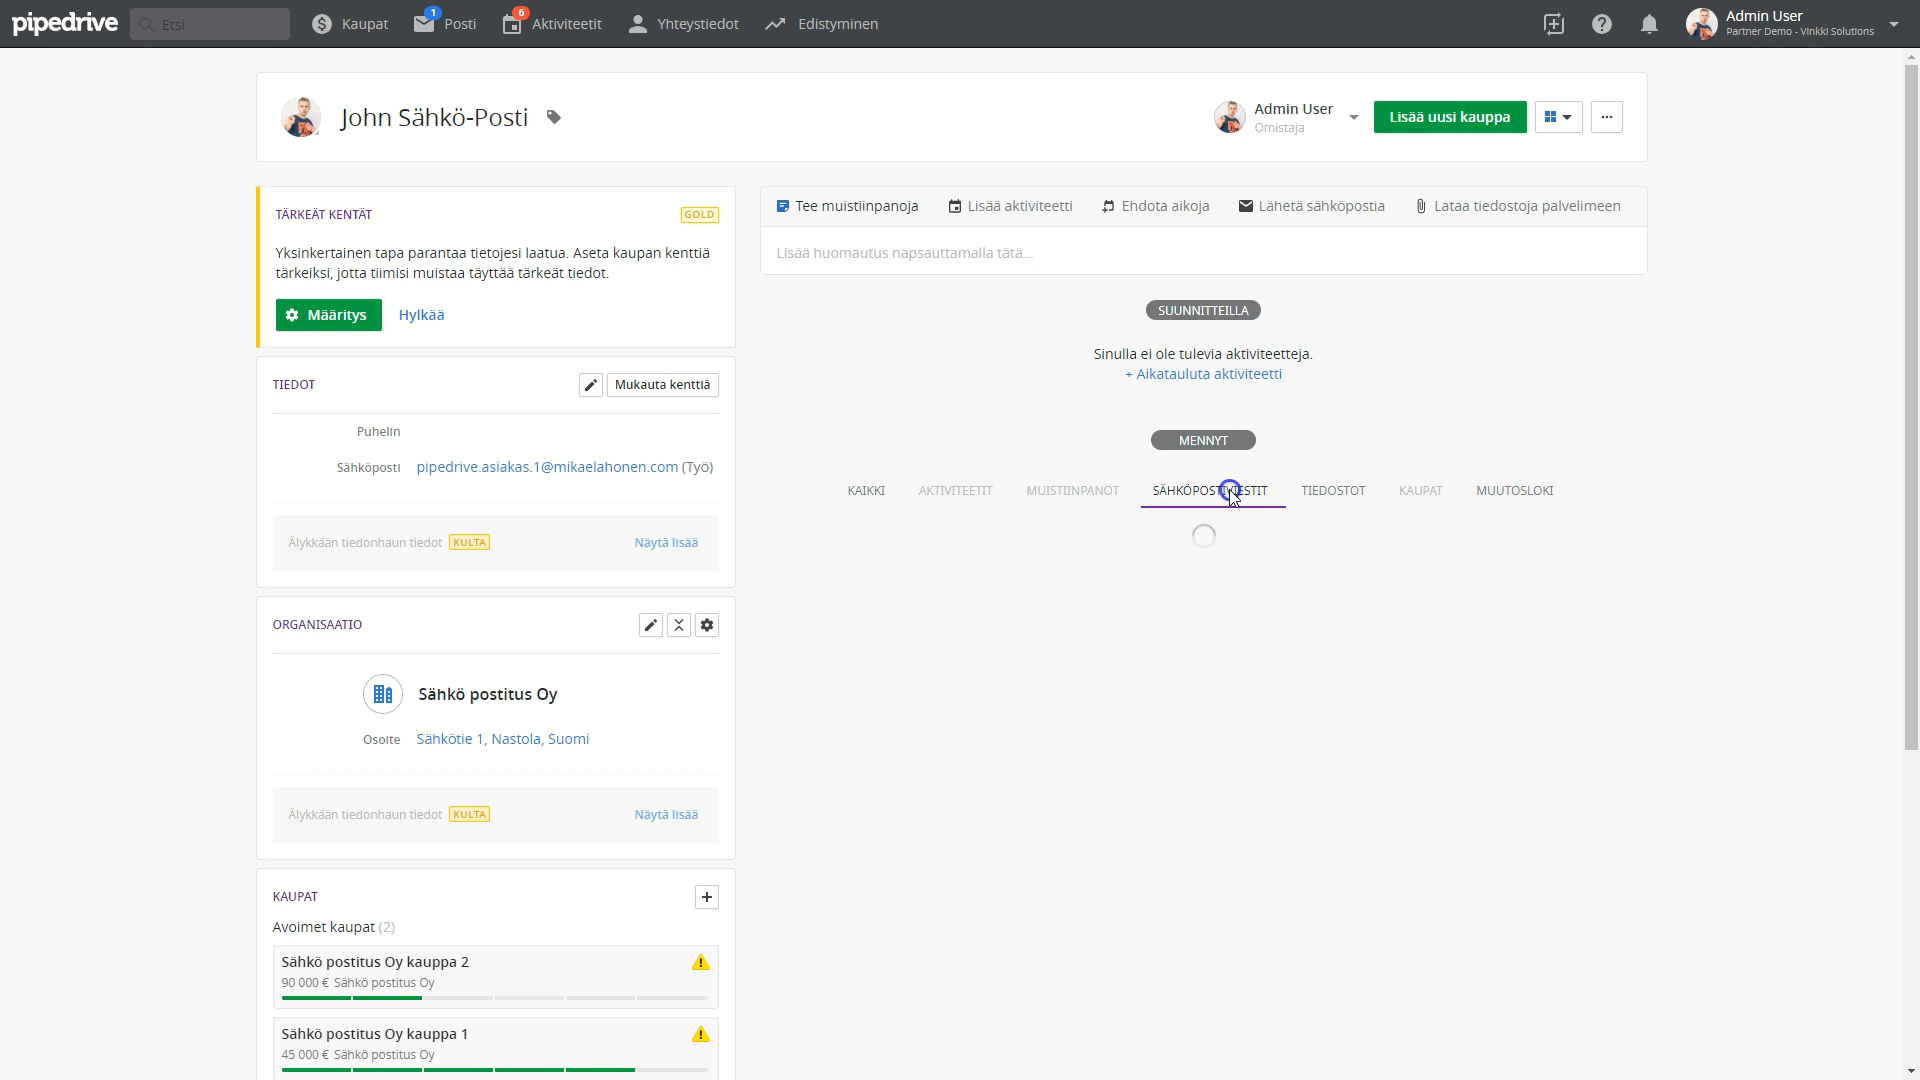 pipedrive
Etsi
Kaupat
1
Posti
6
Aktiviteetit
Yhteystiedot
Edistyminen
Admin User
Partner Demo - Vinkki Solutions
John Sähkö-Posti
Admin User
Omistaja
Lisää uusi kauppa
TÄRKEÄT KENTÄT
GOLD
Yksinkertainen tapa parantaa tietojesi laatua. Aseta kaupan kenttiä
tärkeiksi, jotta tiimisi muistaa täyttää tärkeät tiedot.
Määritys
Hylkää
TIEDOT
Mukauta kenttiä
Puhelin
Sähköposti
pipedrive.asiakas.1@mikaelahonen.com (Työ)
Älykkään tiedonhaun tiedot
KULTA
Näytä lisää
ORGANISAATIO
Sähkö postitus Oy
Osoite
Sähkötie 1, Nastola, Suomi
Älykkään tiedonhaun tiedot
KULTA
Näytä lisää
KAUPAT
Avoimet kaupat (2)
Sähkö postitus Oy kauppa 2
90 000 € Sähkö postitus Oy
Sähkö postitus Oy kauppa 1
45 000 € Sähkö postitus Oy
Tee muistiinpanoja
Lisää aktiviteetti
Ehdota aikoja
Lähetä sähköpostia
Lataa tiedostoja palvelimeen
Lisää huomautus napsauttamalla tätä...
SUUNNITTEILLA
Sinulla ei ole tulevia aktiviteetteja.
+ Aikatauluta aktiviteetti
MENNYT
KAIKKI
AKTIVITEETIT
MUISTIINPANOT
SÄHKÖPOSTIVIESTIT
TIEDOSTOT
KAUPAT
MUUTOSLOKI